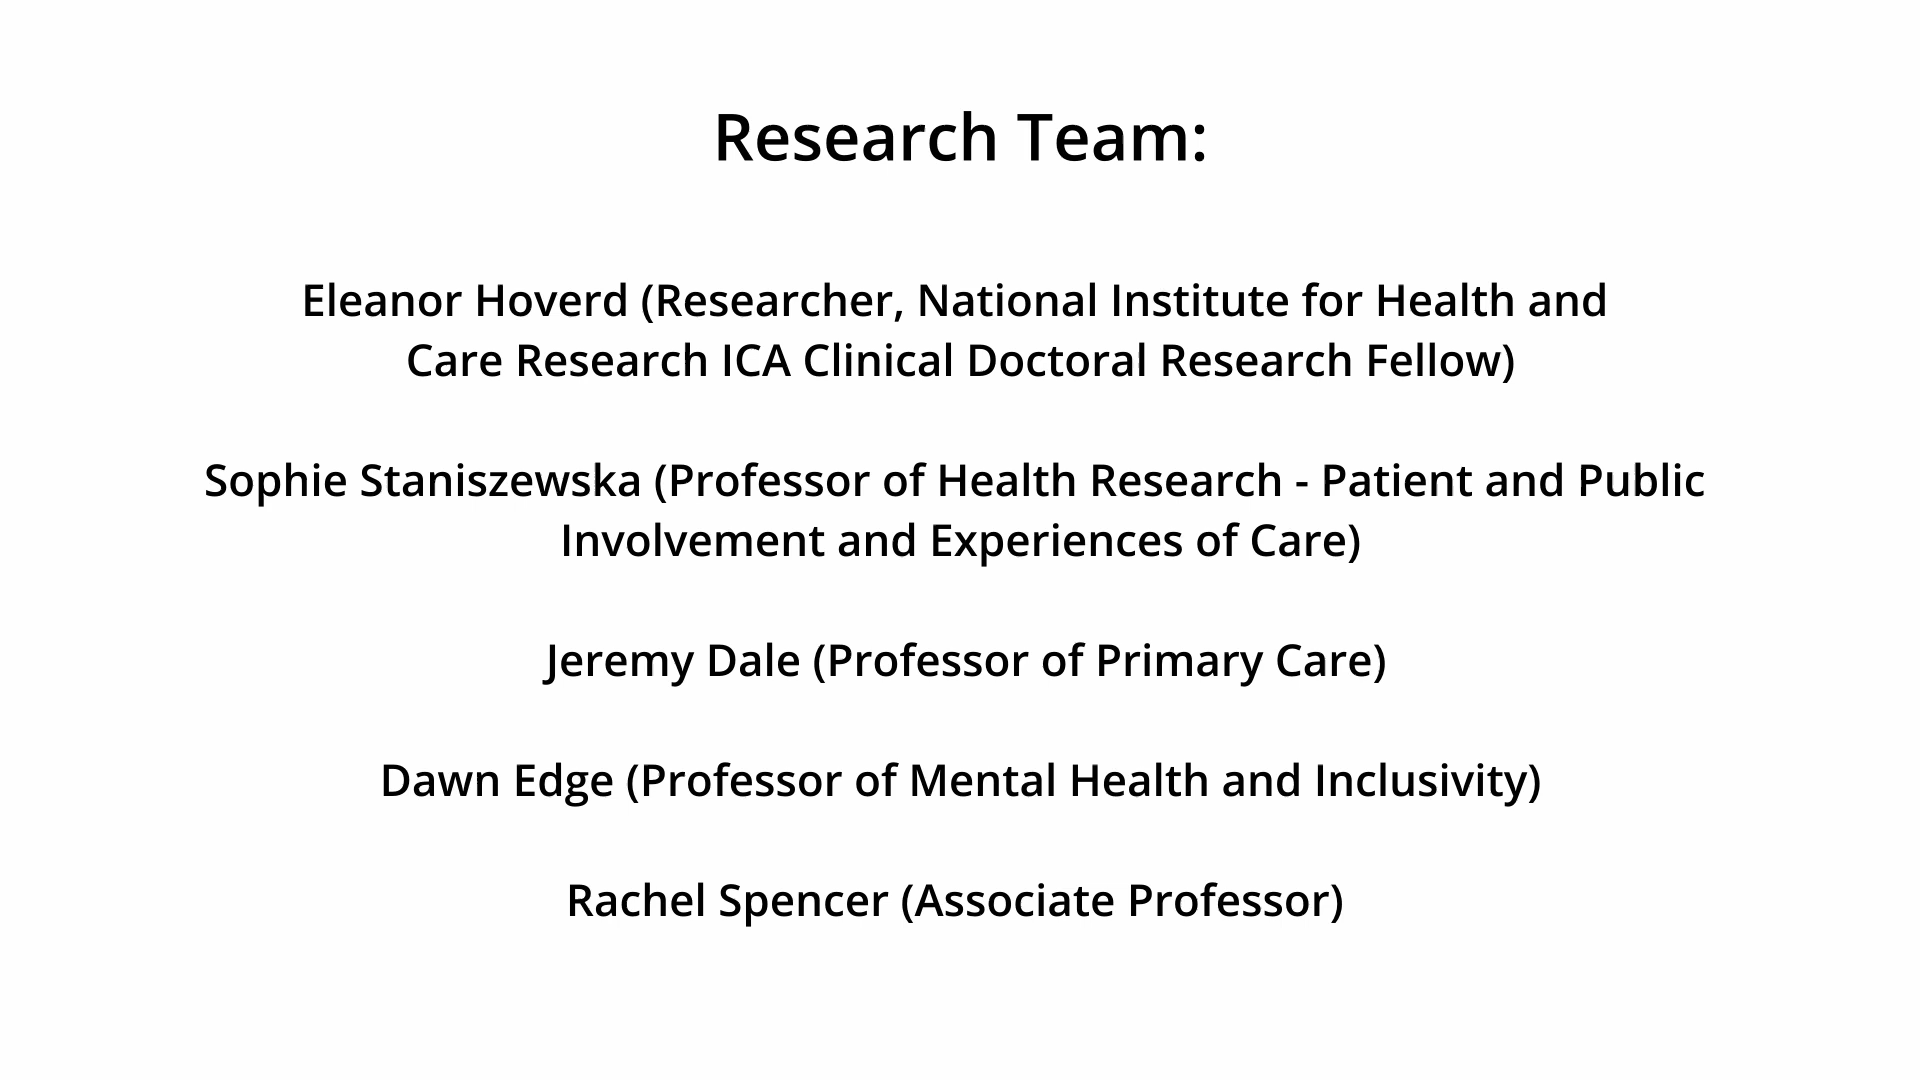 Research Team:
Eleanor Hoverd (Researcher, National Institute for Health and
Care Research ICA Clinical Doctoral Research Fellow)
Sophie Staniszewska (Professor of Health Research - Patient and Public
Involvement and Experiences of Care)
Jeremy Dale (Professor of Primary Care)
Dawn Edge (Professor of Mental Health and Inclusivity)
Rachel Spencer (Associate Professor)